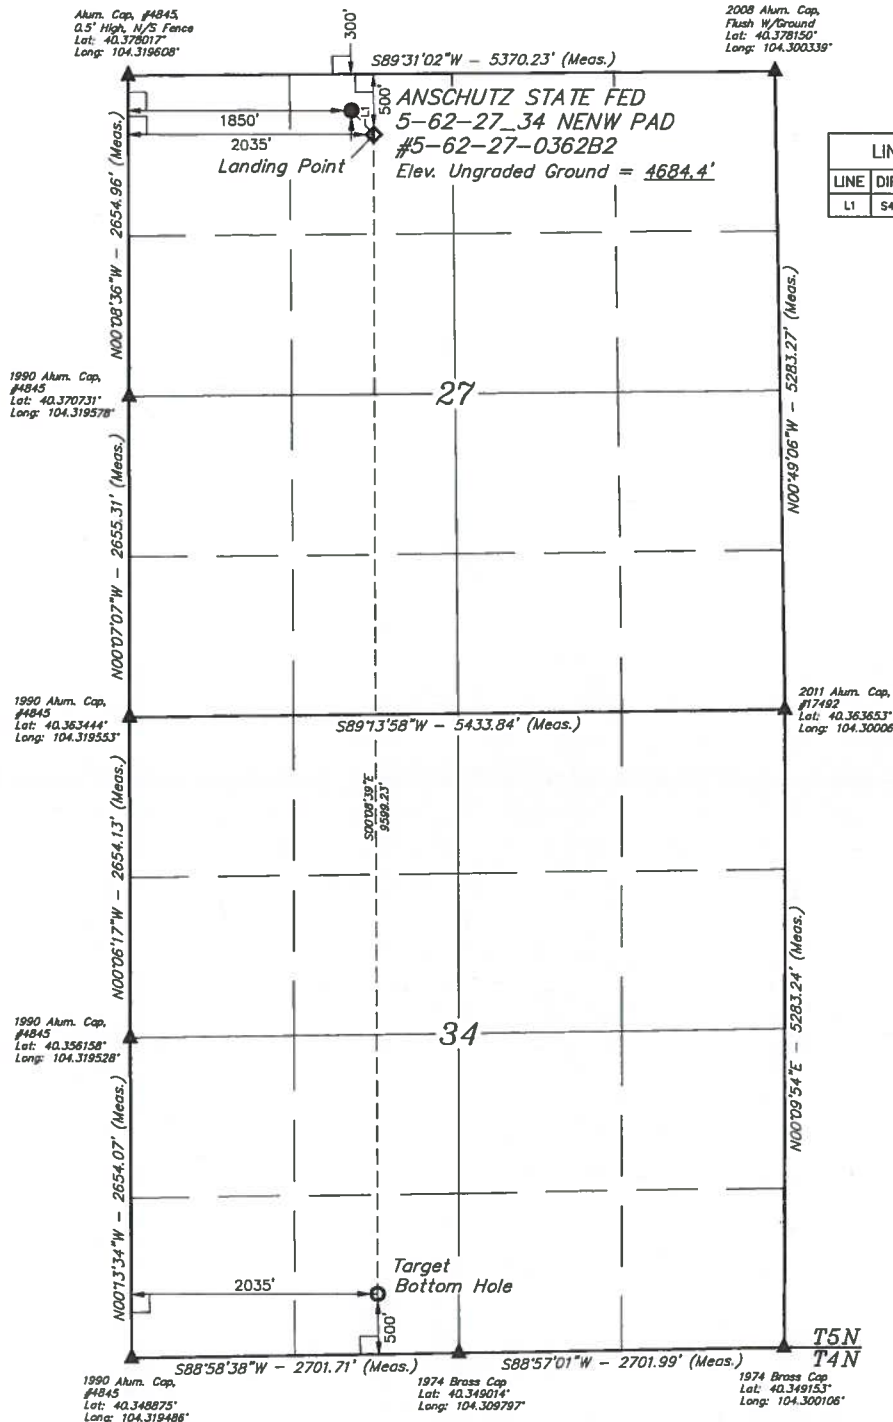 Alum. Cap, #4845,
0.5' High, N/S Fence
Lat: 40.378017°
Long: 104.319608°
300'
S89°31'02"W - 5370.23' (Meas.)
2008 Alum. Cap,
Flush W/Ground
Lat: 40.378150°
Long: 104.300339°
1850'
L1
500'
2035'
Landing Point
ANSCHUTZ STATE FED
5-62-27_34 NENW PAD
#5-62-27-0362B2
Elev. Ungraded Ground = 4684.4'
LINE
L1
N00°08'36"W - 2654.96' (Meas.)
N00°49'06"W - 5283.27' (Meas.)
1990 Alum. Cap,
#4845
Lat: 40.370731°
Long: 104.319578°
27
N00°07'07"W - 2655.31' (Meas.)
1990 Alum. Cap,
#4845
Lat: 40.363444°
Long: 104.319553°
S89°13'58"W - 5433.84' (Meas.)
2011 Alum. Cap,
#17492
Lat: 40.363653°
Long: 104.30006
S00°08'39"E
9599.23'
N00°06'17"W - 2654.13' (Meas.)
1990 Alum. Cap,
#4845
Lat: 40.356158°
Long: 104.319528°
34
N00°09'54"E - 5283.24' (Meas.)
N00°13'34"W - 2654.07' (Meas.)
2035'
Target
Bottom Hole
500'
T5N
T4N
S88°58'38"W - 2701.71' (Meas.)
S88°57'01"W - 2701.99' (Meas.)
1990 Alum. Cap,
#4845
Lat: 40.348875°
Long: 104.319486°
1974 Brass Cap
Lat: 40.349014°
Long: 104.309797°
1974 Brass Cap
Lat: 40.349153°
Long: 104.300106°